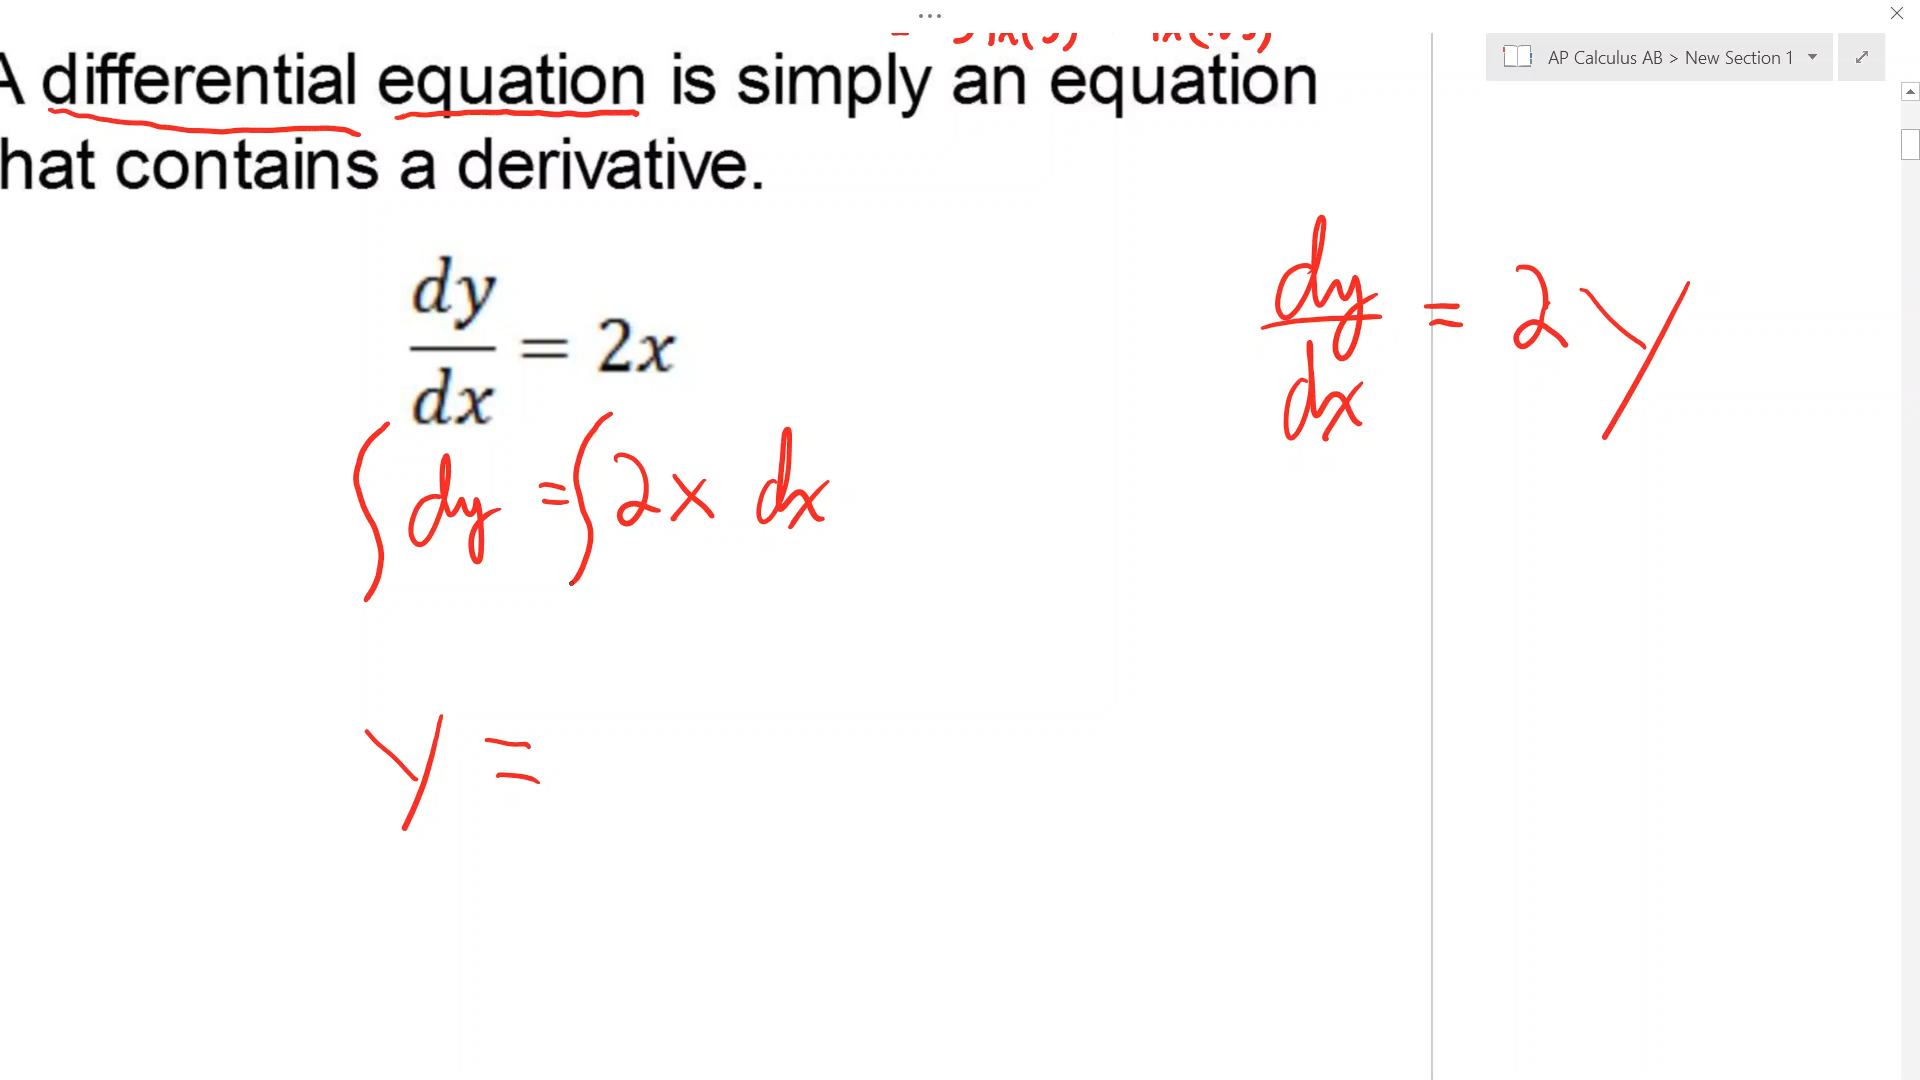 AP Calculus AB > New Section 1
differential equation is simply an equation
hat contains a derivative.
dy/dx = 2x
∫ dy = ∫ 2x dx
y =
dy/dx = 2y